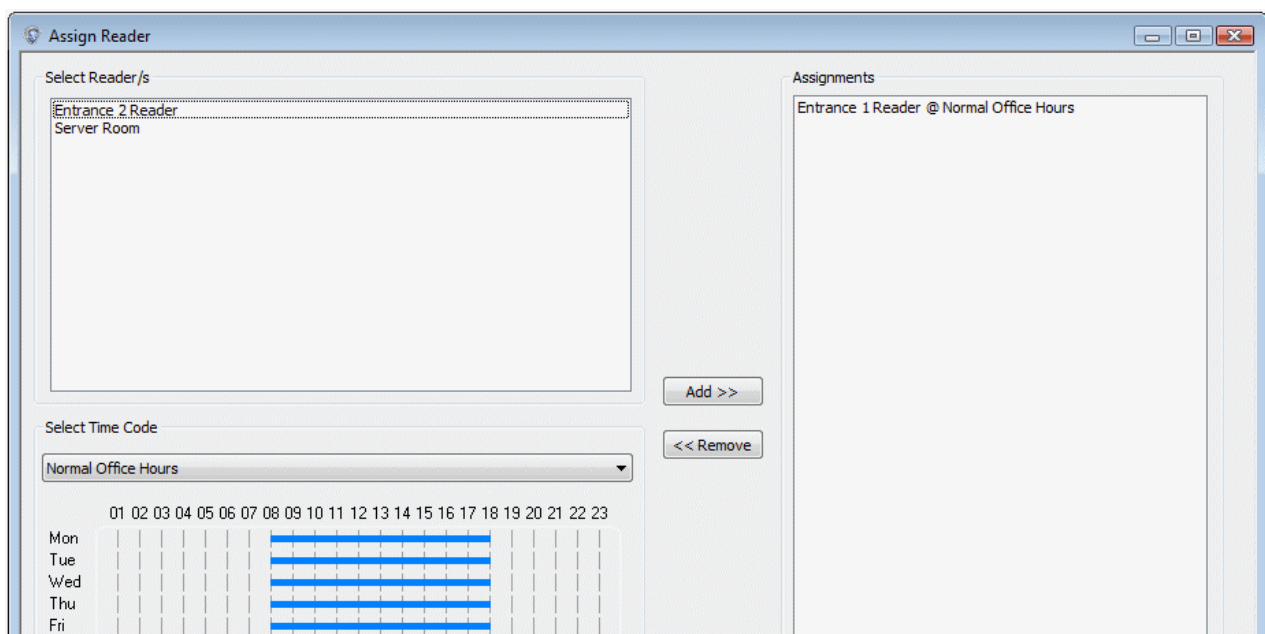 Assign Reader
Select Reader/s
Entrance 2 Reader
Server Room
Add >>
<< Remove
Assignments
Entrance 1 Reader @ Normal Office Hours
Select Time Code
Normal Office Hours
01 02 03 04 05 06 07 08 09 10 11 12 13 14 15 16 17 18 19 20 21 22 23
Mon
Tue
Wed
Thu
Fri